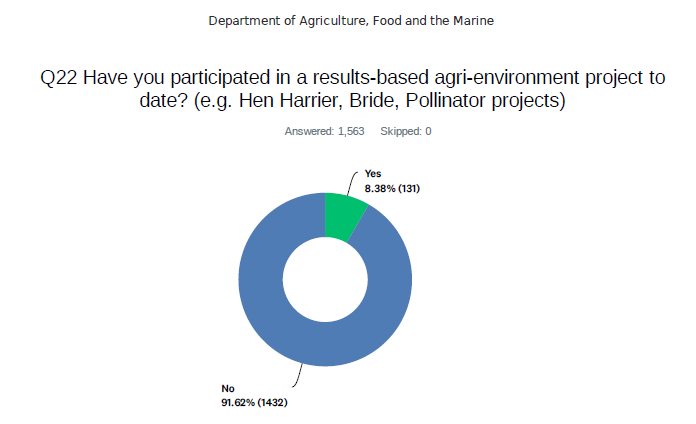 Department of Agriculture, Food and the Marine
Q22 Have you participated in a results-based agri-environment project to
date? (e.g. Hen Harrier, Bride, Pollinator projects)
Answered: 1,563 Skipped: 0
Yes
8.38% (131)
No
91.62% (1432)